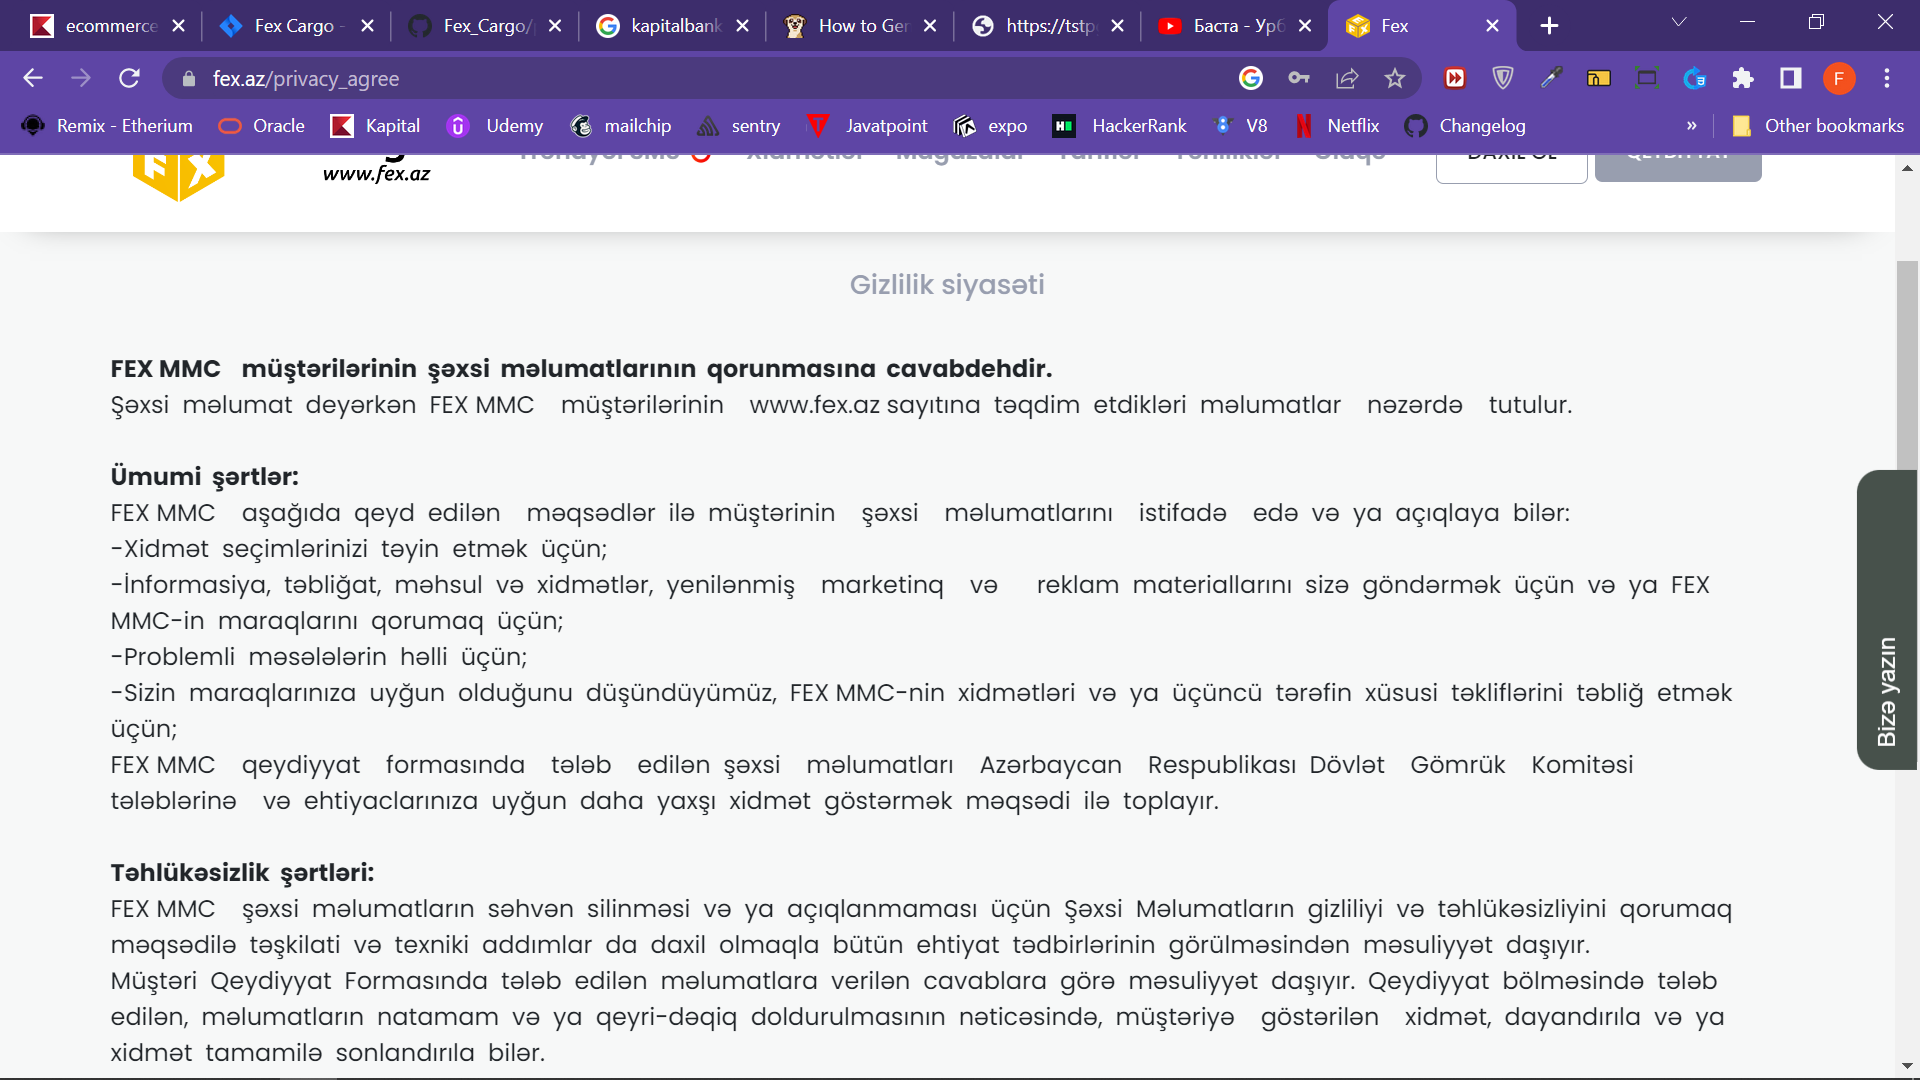 ecommerce
Fex Cargo -
Fex_Cargo/
kapitalbank
How to Ger
https://tstp
Баста - Урб
Fex
fex.az/privacy_agree
F
Remix - Etherium
Oracle
Kapital
Udemy
mailchip
sentry
Javatpoint
expo
HackerRank
V8
Netflix
Changelog
»
Other bookmarks
FX
www.fex.az
Gizlilik siyasəti
FEX MMC müştərilərinin şəxsi məlumatlarının qorunmasına cavabdehdir.
Şəxsi məlumat deyərkən FEX MMC müştərilərinin www.fex.az sayıtına təqdim etdikləri məlumatlar nəzərdə tutulur.
Ümumi şərtlər:
FEX MMC aşağıda qeyd edilən məqsədlər ilə müştərinin şəxsi məlumatlarını istifadə edə və ya açıqlaya bilər:
-Xidmət seçimlərinizi təyin etmək üçün;
-İnformasiya, təbliğat, məhsul və xidmətlər, yenilənmiş marketinq və reklam materiallarını sizə göndərmək üçün və ya FEX
MMC-in maraqlarını qorumaq üçün;
-Problemli məsələlərin həlli üçün;
-Sizin maraqlarınıza uyğun olduğunu düşündüyümüz, FEX MMC-nin xidmətləri və ya üçüncü tərəfin xüsusi təkliflərini təbliğ etmək
üçün;
FEX MMC qeydiyyat formasında tələb edilən şəxsi məlumatları Azərbaycan Respublikası Dövlət Gömrük Komitəsi
tələblərinə və ehtiyaclarınıza uyğun daha yaxşı xidmət göstərmək məqsədi ilə toplayır.
Bizə yazın
Təhlükəsizlik şərtləri:
FEX MMC şəxsi məlumatların səhvən silinməsi və ya açıqlanmaması üçün Şəxsi Məlumatların gizliliyi və təhlükəsizliyini qorumaq
məqsədilə təşkilati və texniki addımlar da daxil olmaqla bütün ehtiyat tədbirlərinin görülməsindən məsuliyyət daşıyır.
Müştəri Qeydiyyat Formasında tələb edilən məlumatlara verilən cavablara görə məsuliyyət daşıyır. Qeydiyyat bölməsində tələb
edilən, məlumatların natamam və ya qeyri-dəqiq doldurulmasının nəticəsində, müştəriyə göstərilən xidmət, dayandırıla və ya
xidmət tamamilə sonlandırıla bilər.